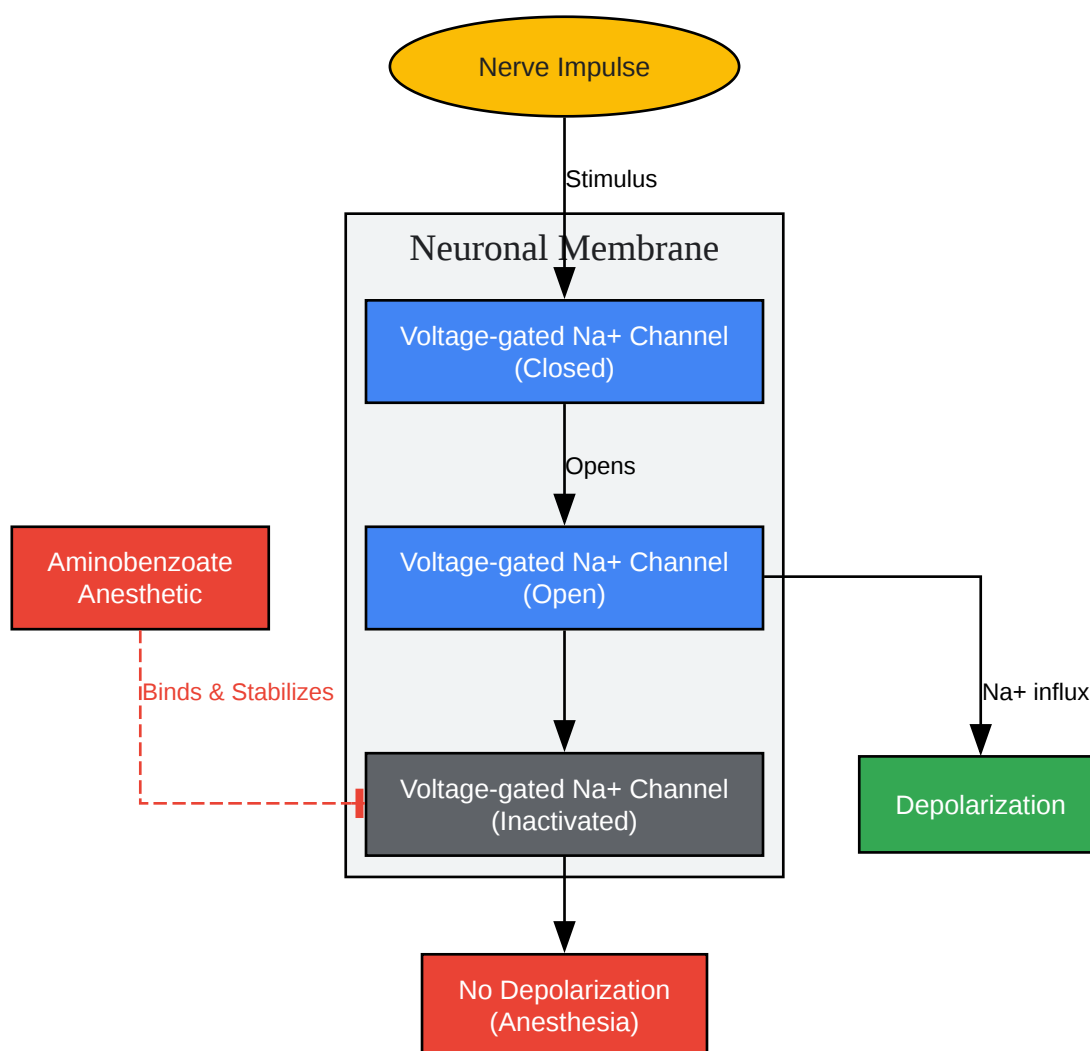 Nerve Impulse
Stimulus
Neuronal Membrane
Voltage-gated Na+ Channel
(Closed)
Opens
Aminobenzoate
Anesthetic
Voltage-gated Na+ Channel
(Open)
Binds & Stabilizes
Na+ influx
Voltage-gated Na+ Channel
(Inactivated)
Depolarization
No Depolarization
(Anesthesia)